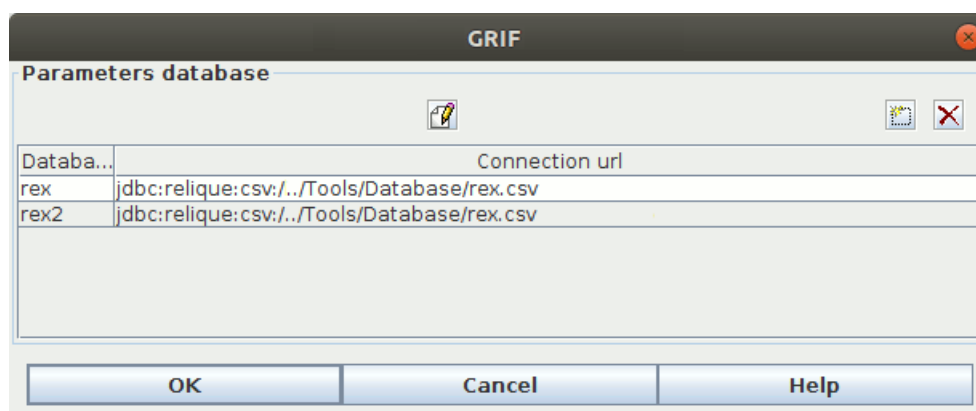 GRIF
Parameters database
Databa... Connection url
rex jdbc:relique:csv:/../Tools/Database/rex.csv
rex2 jdbc:relique:csv:/../Tools/Database/rex.csv
OK Cancel Help